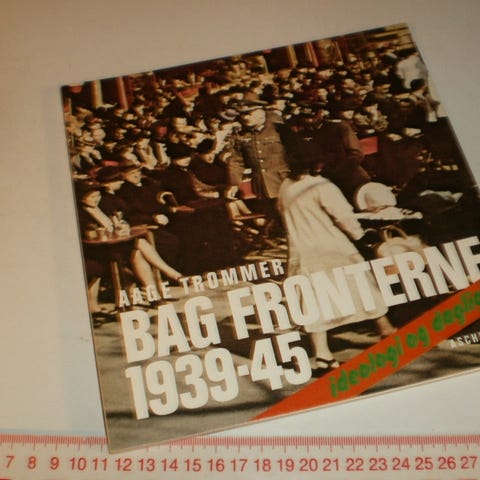 AAGE TROMMER
BAG FRONTERNE
1939-45
ideologi og
7 8 9 10 11 12 13 14 15 16 17 18 19 20 21 22 23 24 25 26 27